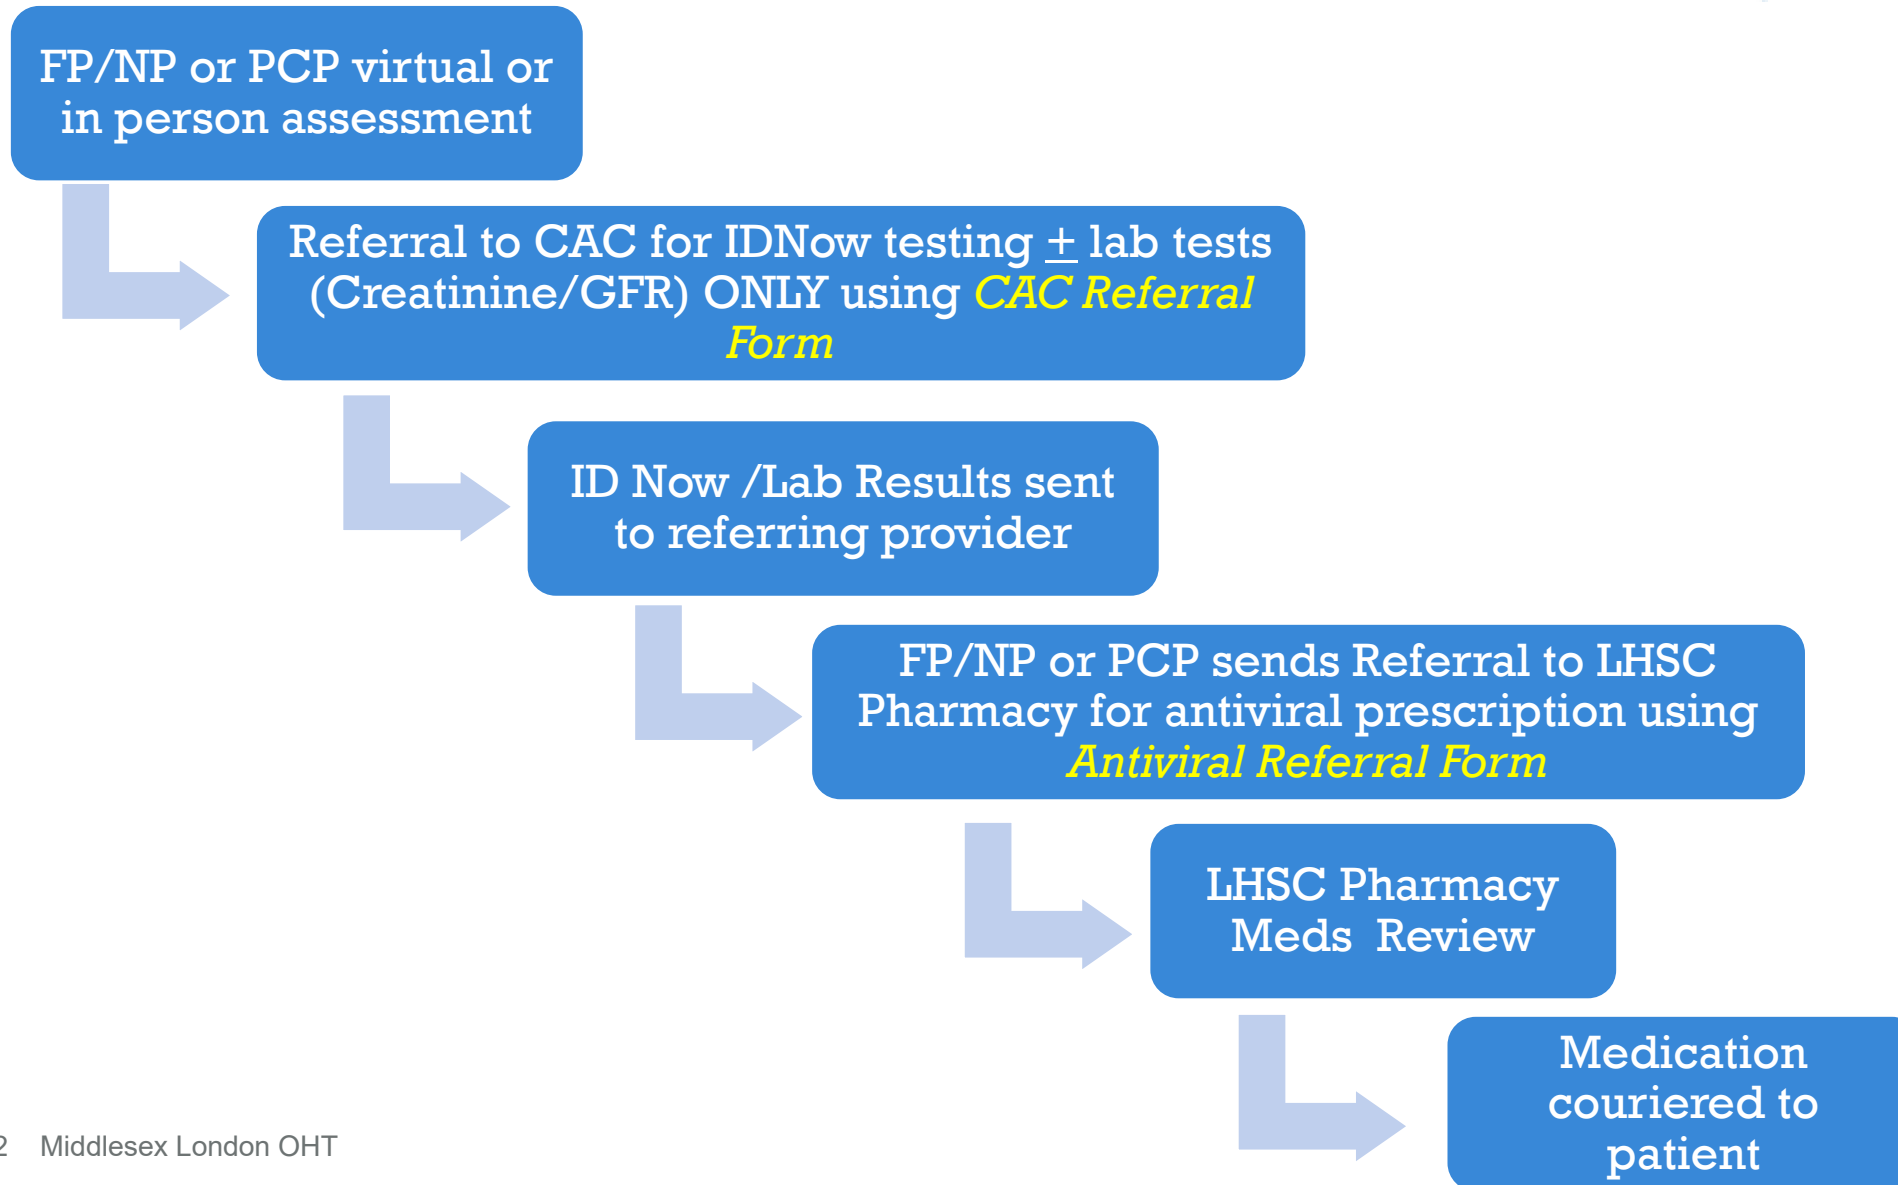 FP/NP or PCP virtual or
in person assessment
Referral to CAC for IDNow testing ± lab tests
(Creatinine/GFR) ONLY using CAC Referral
Form
ID Now /Lab Results sent
to referring provider
FP/NP or PCP sends Referral to LHSC
Pharmacy for antiviral prescription using
Antiviral Referral Form
LHSC Pharmacy
Meds Review
Medication
couriered to
patient
2 Middlesex London OHT